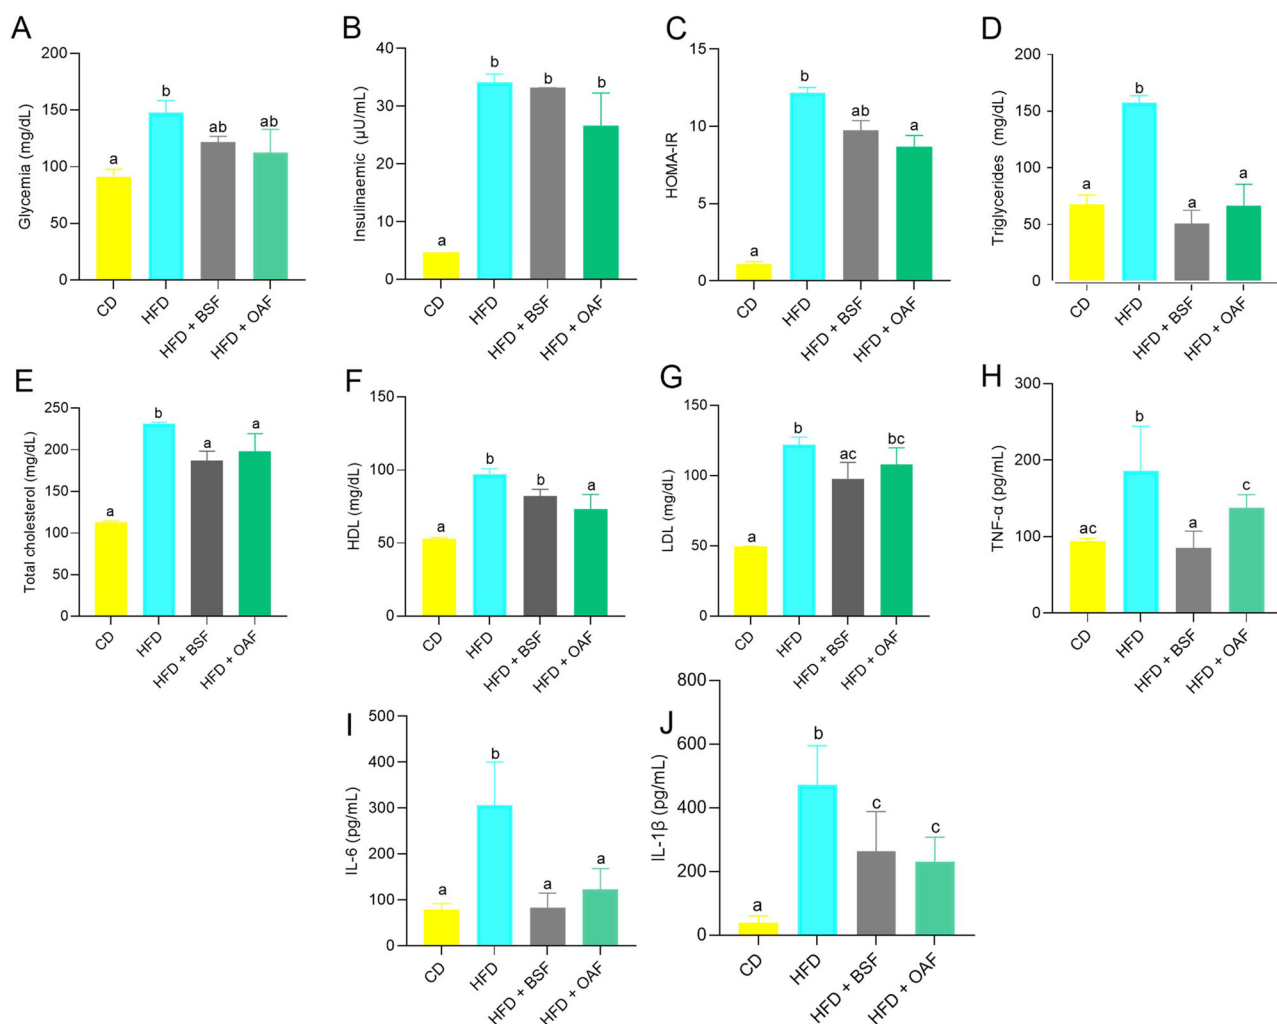 A
Glycemia (mg/dL)
200
150
100
50
0
a
b
ab
ab
CD
HFD
HFD + BSF
HFD + OAF
B
Insulinaemic (µU/mL)
40
30
20
10
0
a
b
b
b
CD
HFD
HFD + BSF
HFD + OAF
C
HOMA-IR
15
10
5
0
a
b
ab
a
CD
HFD
HFD + BSF
HFD + OAF
D
Triglycerides (mg/dL)
200
150
100
50
0
a
b
a
a
CD
HFD
HFD + BSF
HFD + OAF
E
Total cholesterol (mg/dL)
250
200
150
100
50
0
a
b
a
a
CD
HFD
HFD + BSF
HFD + OAF
F
HDL (mg/dL)
150
100
50
0
a
b
b
a
CD
HFD
HFD + BSF
HFD + OAF
G
LDL (mg/dL)
150
100
50
0
a
b
ac
bc
CD
HFD
HFD + BSF
HFD + OAF
H
TNF-α (pg/mL)
300
200
100
0
ac
b
a
c
CD
HFD
HFD + BSF
HFD + OAF
I
IL-6 (pg/mL)
500
400
300
200
100
0
a
b
a
a
CD
HFD
HFD + BSF
HFD + OAF
J
IL-1β (pg/mL)
800
600
400
200
0
a
b
c
c
CD
HFD
HFD + BSF
HFD + OAF